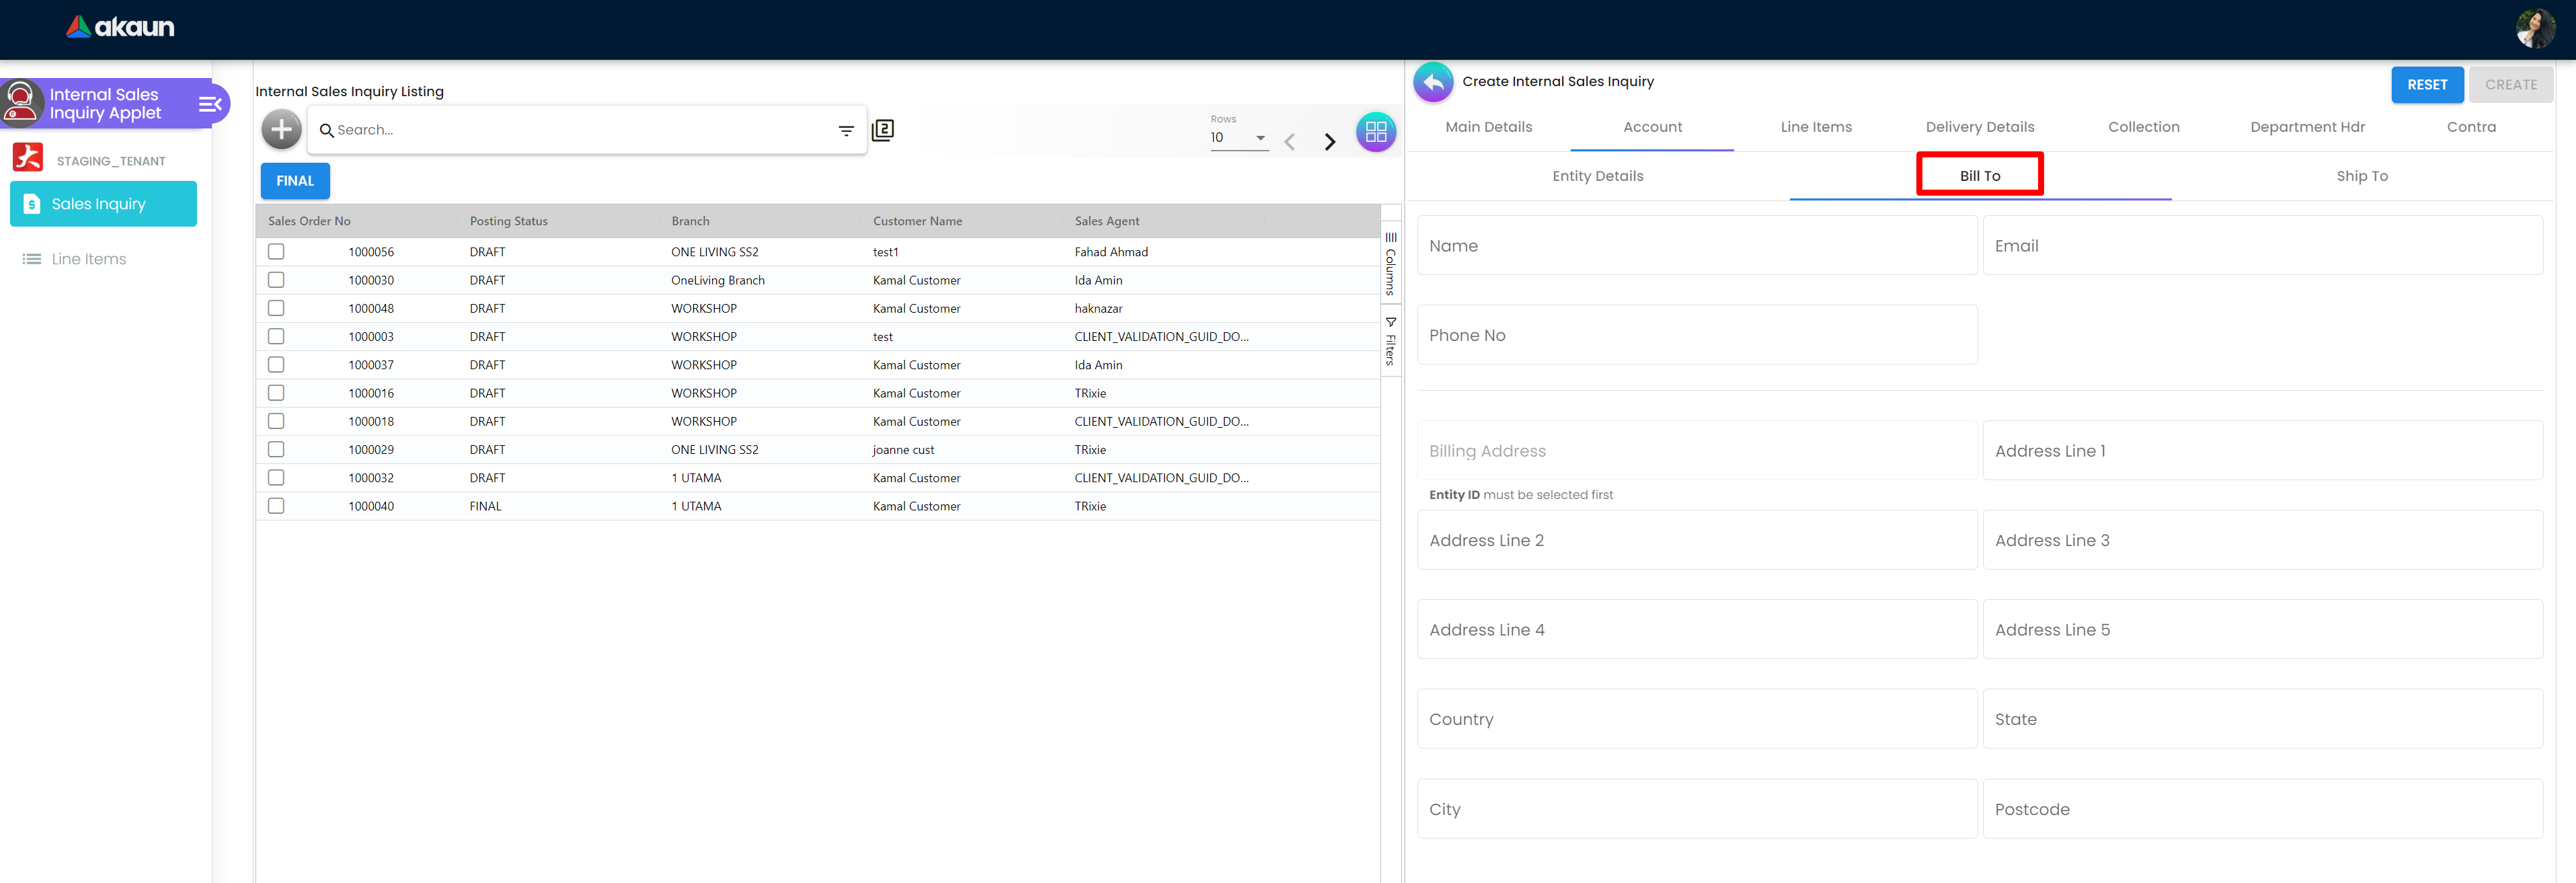 akaun
Internal Sales
Inquiry Applet
STAGING_TENANT
Sales Inquiry
Line Items
Internal Sales Inquiry Listing
Search...
2
Rows
10
FINAL
Sales Order No Posting Status Branch Customer Name Sales Agent
1000056 DRAFT ONE LIVING SS2 test1 Fahad Ahmad
1000030 DRAFT OneLiving Branch Kamal Customer Ida Amin
1000048 DRAFT WORKSHOP Kamal Customer haknazar
1000003 DRAFT WORKSHOP test CLIENT_VALIDATION_GUID_DO...
1000037 DRAFT WORKSHOP Kamal Customer Ida Amin
1000016 DRAFT WORKSHOP Kamal Customer TRixie
1000018 DRAFT WORKSHOP Kamal Customer CLIENT_VALIDATION_GUID_DO...
1000029 DRAFT ONE LIVING SS2 joanne cust TRixie
1000032 DRAFT 1 UTAMA Kamal Customer CLIENT_VALIDATION_GUID_DO...
1000040 FINAL 1 UTAMA Kamal Customer TRixie
Columns
Filters
Create Internal Sales Inquiry
RESET CREATE
Main Details Account Line Items Delivery Details Collection Department Hdr Contra
Entity Details Bill To Ship To
Name Email
Phone No
Billing Address Address Line 1
Entity ID must be selected first
Address Line 2 Address Line 3
Address Line 4 Address Line 5
Country State
City Postcode